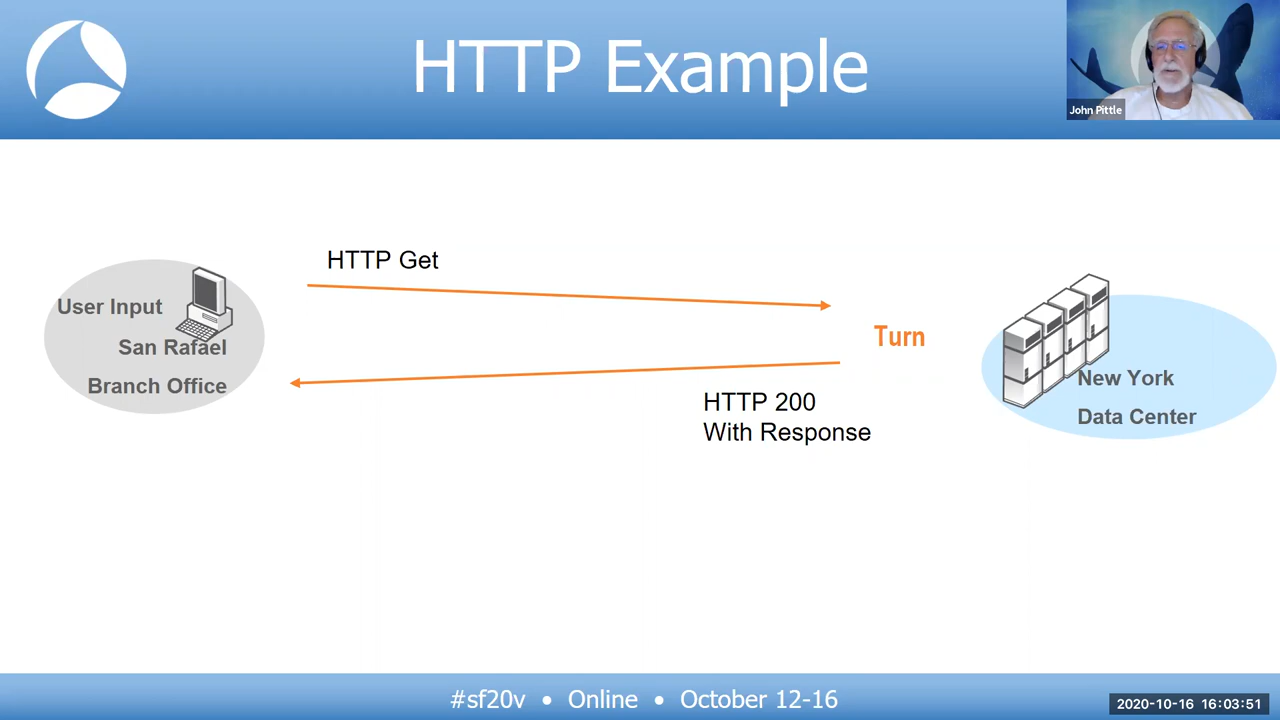 HTTP Example
John Pittle
HTTP Get
User Input
San Rafael
Branch Office
Turn
HTTP 200
With Response
New York
Data Center
#sf20v • Online • October 12-16
2020-10-16 16:03:51